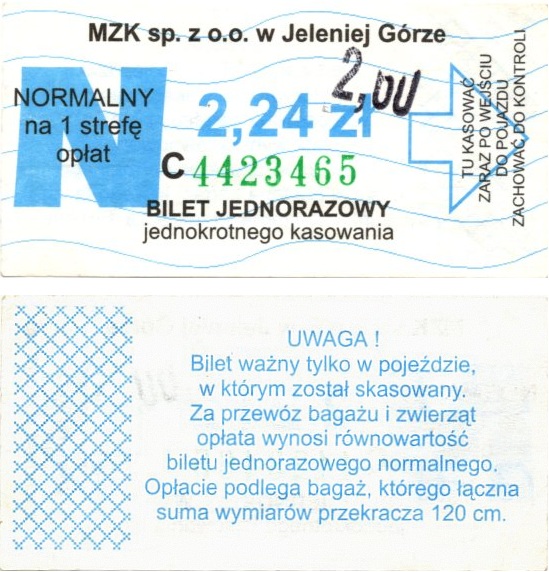 MZK sp. z o.o. w Jeleniej Górze
N
NORMALNY
na 1 strefę
opłat
2,24 zł
2,00
C 4423465
BILET JEDNORAZOWY
jednokrotnego kasowania
TU KASOWAĆ
ZARAZ PO WEJŚCIU
DO POJAZDU
ZACHOWAĆ DO KONTROLI
UWAGA !
Bilet ważny tylko w pojeździe,
w którym został skasowany.
Za przewóz bagażu i zwierząt
opłata wynosi równowartość
biletu jednorazowego normalnego.
Opłacie podlega bagaż, którego łączna
suma wymiarów przekracza 120 cm.